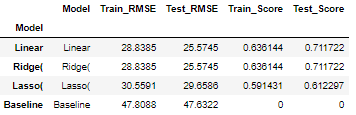 Model Train_RMSE Test_RMSE Train_Score Test_Score
Model
Linear Linear 28.8385 25.5745 0.636144 0.711722
Ridge( Ridge( 28.8385 25.5745 0.636144 0.711722
Lasso( Lasso( 30.5591 29.6586 0.591431 0.612297
Baseline Baseline 47.8088 47.6322 0 0